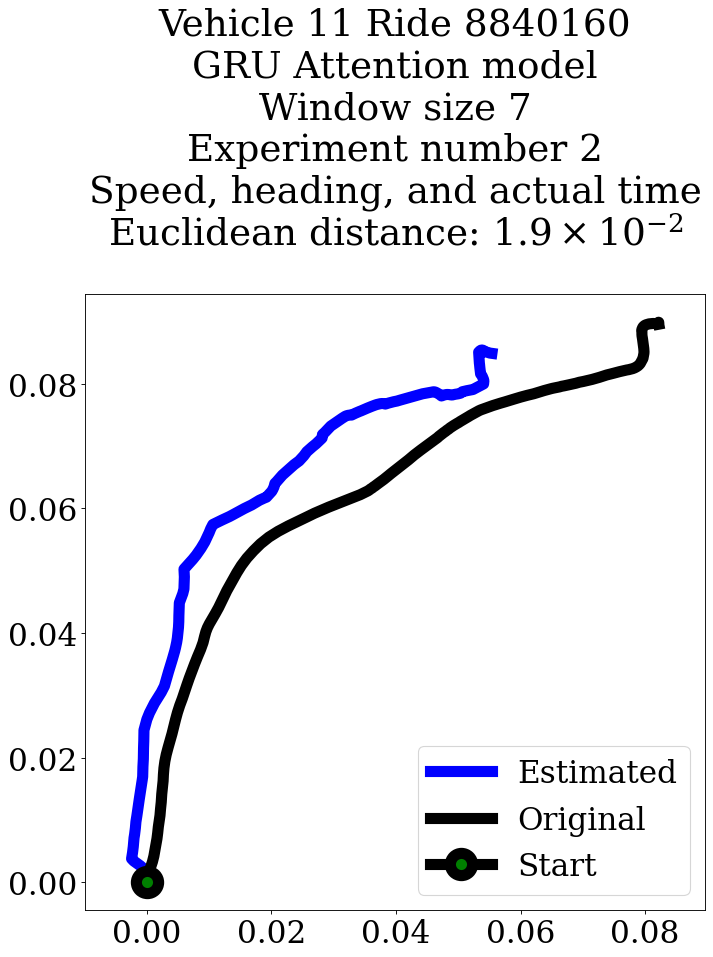 Vehicle 11 Ride 8840160
GRU Attention model
Window size 7
Experiment number 2
Speed, heading, and actual time
Euclidean distance: 1.9 × 10⁻²
0.08
0.06
0.04
0.02
0.00
Estimated
Original
Start
0.00 0.02 0.04 0.06 0.08